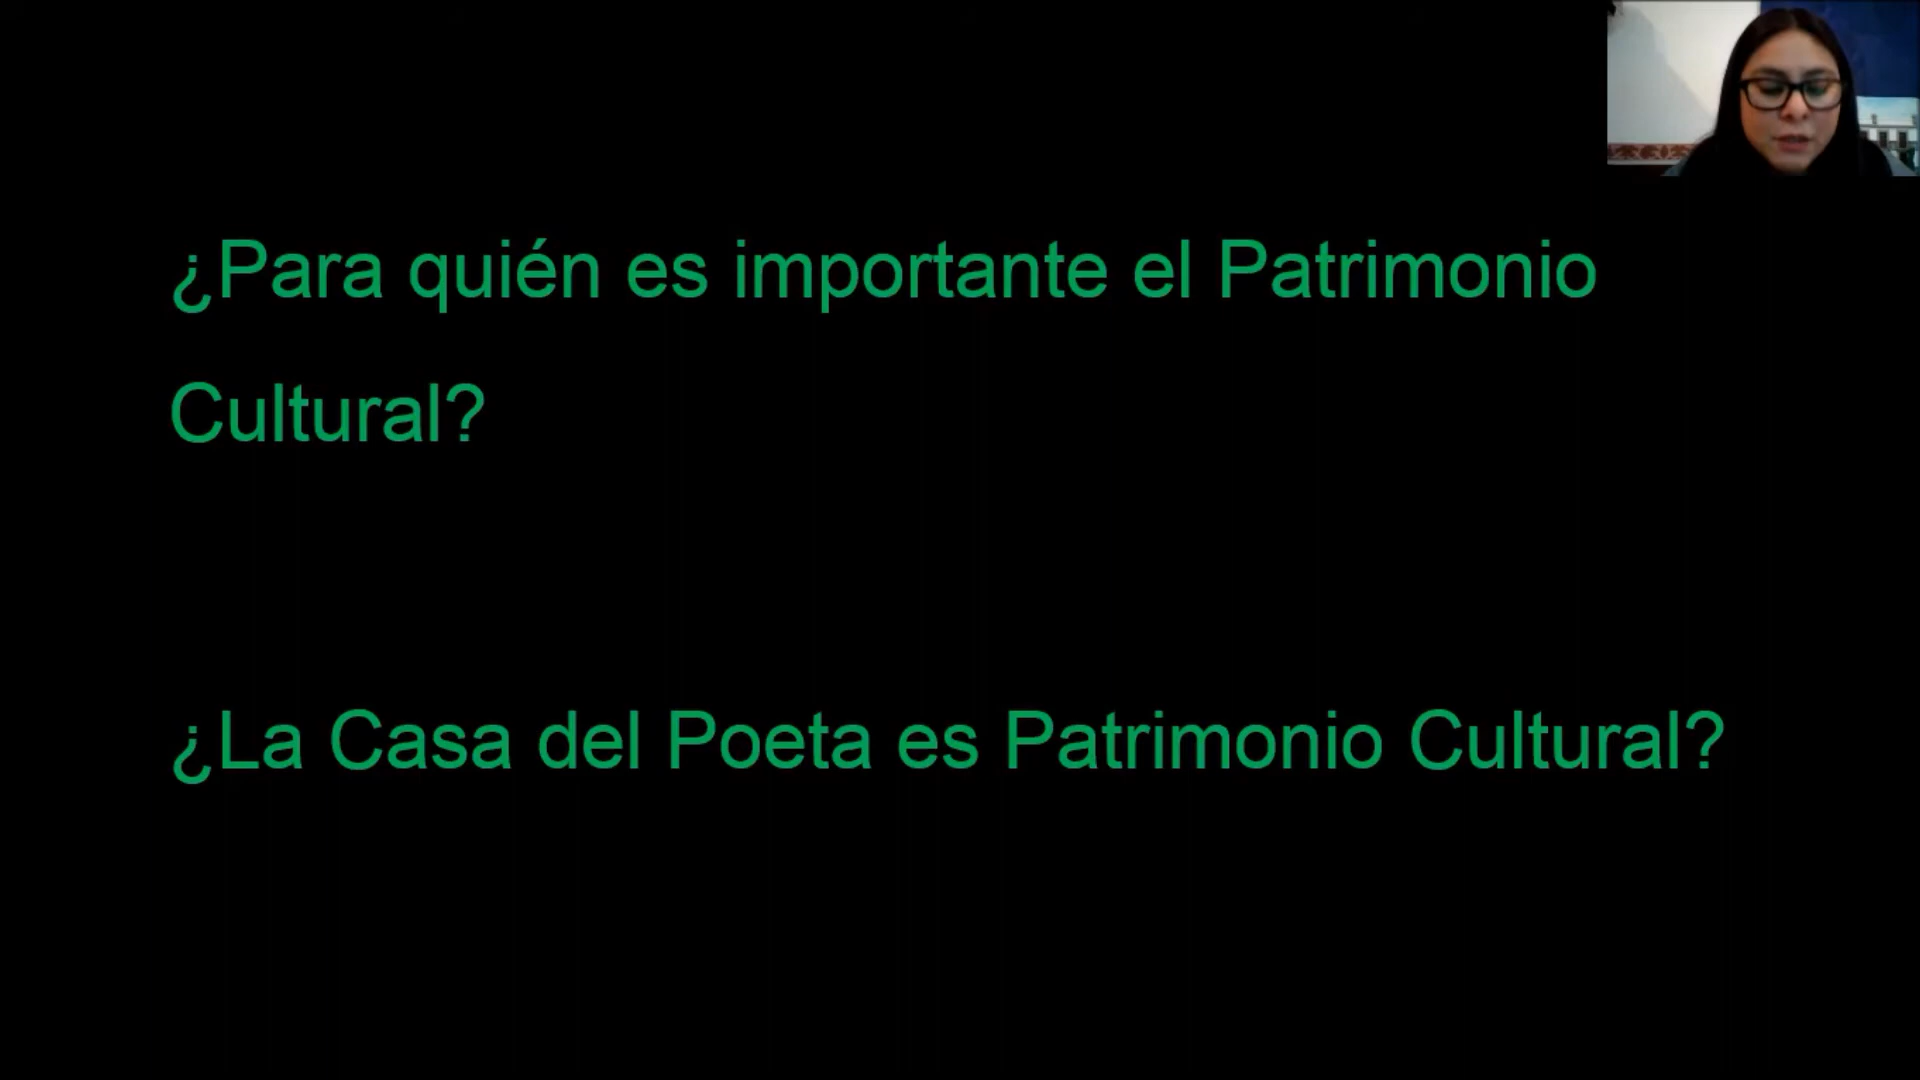 ¿Para quién es importante el Patrimonio
Cultural?
¿La Casa del Poeta es Patrimonio Cultural?